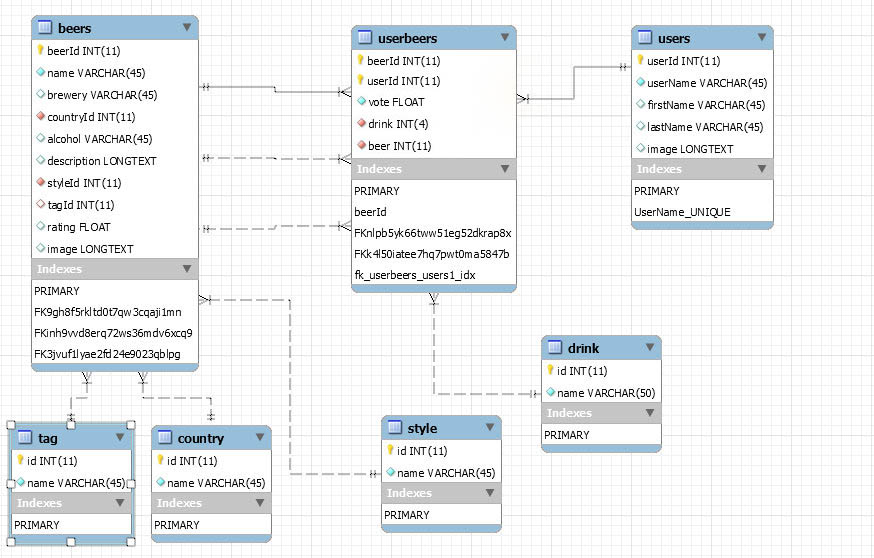 beers
beerId INT(11)
name VARCHAR(45)
brewery VARCHAR(45)
countryId INT(11)
alcohol VARCHAR(45)
description LONGTEXT
styleId INT(11)
tagId INT(11)
rating FLOAT
image LONGTEXT
Indexes
PRIMARY
FK9gh8f5rkltd0t7qw3cqaji1mn
FKinh9vvd8erq72ws36mdv6xcq9
FK3jvuf1lyae2fd24e9023qblpg
userbeers
beerId INT(11)
userId INT(11)
vote FLOAT
drink INT(4)
beer INT(11)
Indexes
PRIMARY
beerId
FKnlpb5yk66tww51eg52dkrap8x
FKk4l50iatee7hq7pwt0ma5847b
fk_userbeers_users1_idx
users
userId INT(11)
userName VARCHAR(45)
firstName VARCHAR(45)
lastName VARCHAR(45)
image LONGTEXT
Indexes
PRIMARY
UserName_UNIQUE
drink
id INT(11)
name VARCHAR(50)
Indexes
PRIMARY
tag
id INT(11)
name VARCHAR(45)
Indexes
PRIMARY
country
id INT(11)
name VARCHAR(45)
Indexes
PRIMARY
style
id INT(11)
name VARCHAR(45)
Indexes
PRIMARY